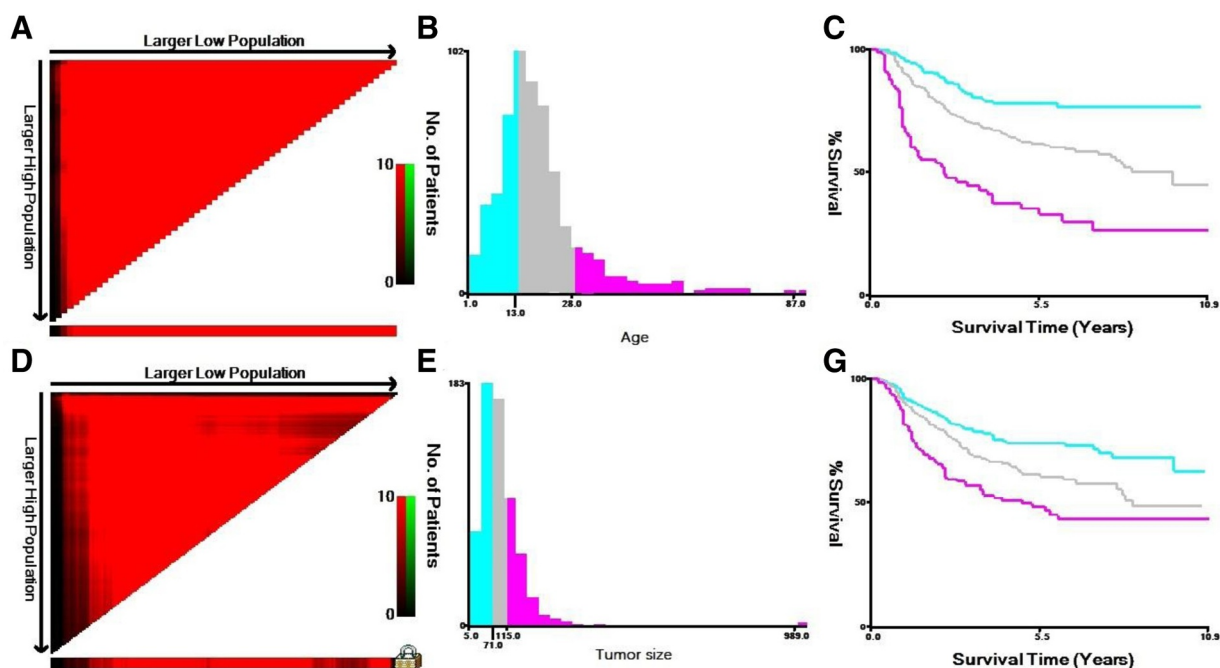 A
Larger Low Population
Larger High Population
10
0
B
102
No. of Patients
0
1.0
13.0
28.0
87.0
Age
C
100
% Survival
50
0
0.0
5.5
10.9
Survival Time (Years)
D
Larger Low Population
Larger High Population
10
0
E
183
No. of Patients
0
5.0
71.0
115.0
989.0
Tumor size
G
100
% Survival
50
0
0.0
5.5
10.9
Survival Time (Years)